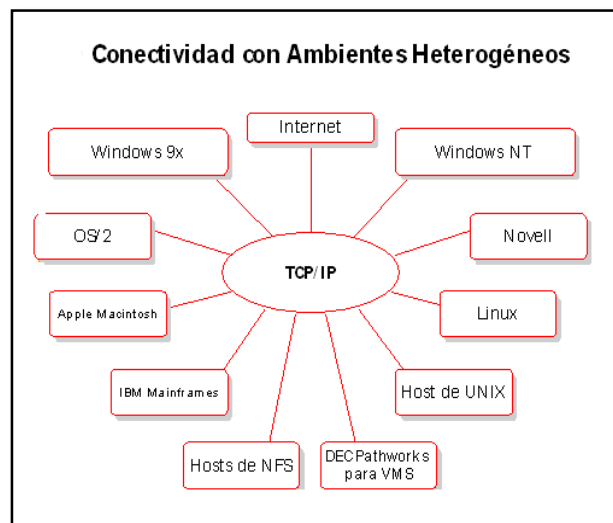 Conectividad con Ambientes Heterogéneos
Internet
Windows 9x
Windows NT
OS/2
Novell
TCP/IP
Apple Macintosh
Linux
IBM Mainframes
Host de UNIX
Hosts de NFS
DECPathworks
para VMS